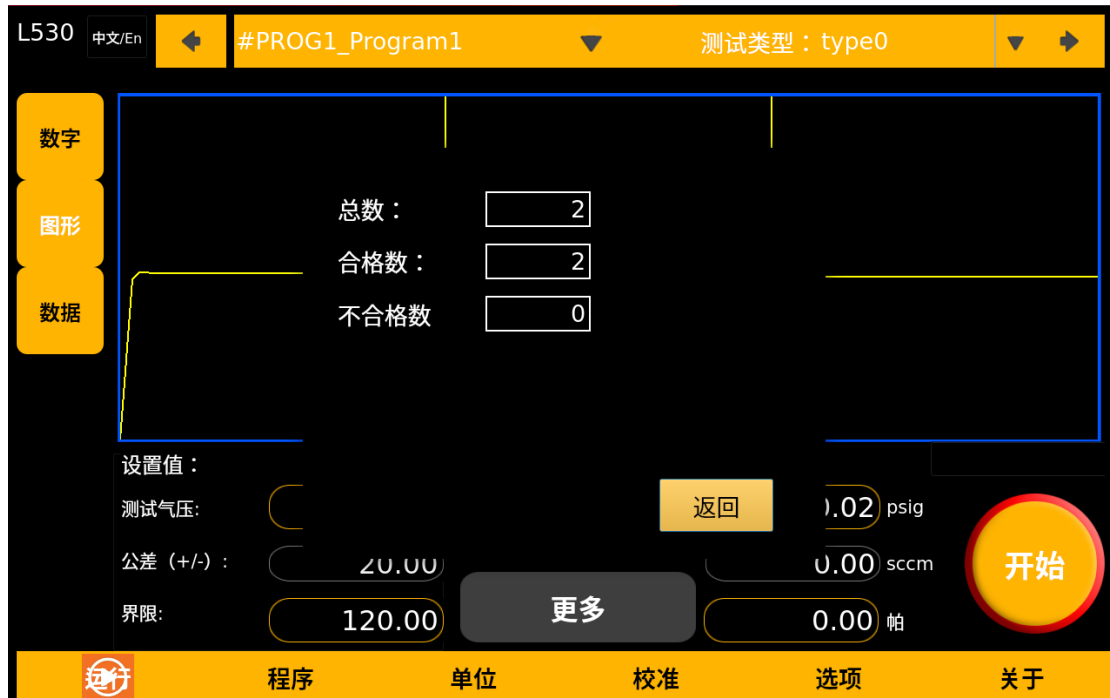 L530 中文/En #PROG1_Program1 测试类型：type0
数字
图形
数据
总数： 2
合格数： 2
不合格数 0
设置值：
测试气压: .02 psig
返回
公差（+/-）: 20.00 0.00 sccm
开始
界限: 120.00 更多 0.00 帕
运行 程序 单位 校准 选项 关于